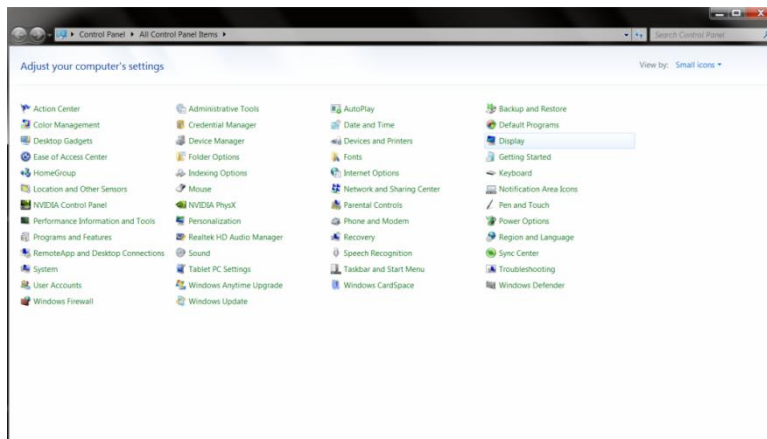 Control Panel ▸ All Control Panel Items ▸
Search Control Panel
Adjust your computer's settings
View by: Small icons
Action Center
Administrative Tools
AutoPlay
Backup and Restore
Color Management
Credential Manager
Date and Time
Default Programs
Desktop Gadgets
Device Manager
Devices and Printers
Display
Ease of Access Center
Folder Options
Fonts
Getting Started
HomeGroup
Indexing Options
Internet Options
Keyboard
Location and Other Sensors
Mouse
Network and Sharing Center
Notification Area Icons
NVIDIA Control Panel
NVIDIA PhysX
Parental Controls
Pen and Touch
Performance Information and Tools
Personalization
Phone and Modem
Power Options
Programs and Features
Realtek HD Audio Manager
Recovery
Region and Language
RemoteApp and Desktop Connections
Sound
Speech Recognition
Sync Center
System
Tablet PC Settings
Taskbar and Start Menu
Troubleshooting
User Accounts
Windows Anytime Upgrade
Windows CardSpace
Windows Defender
Windows Firewall
Windows Update